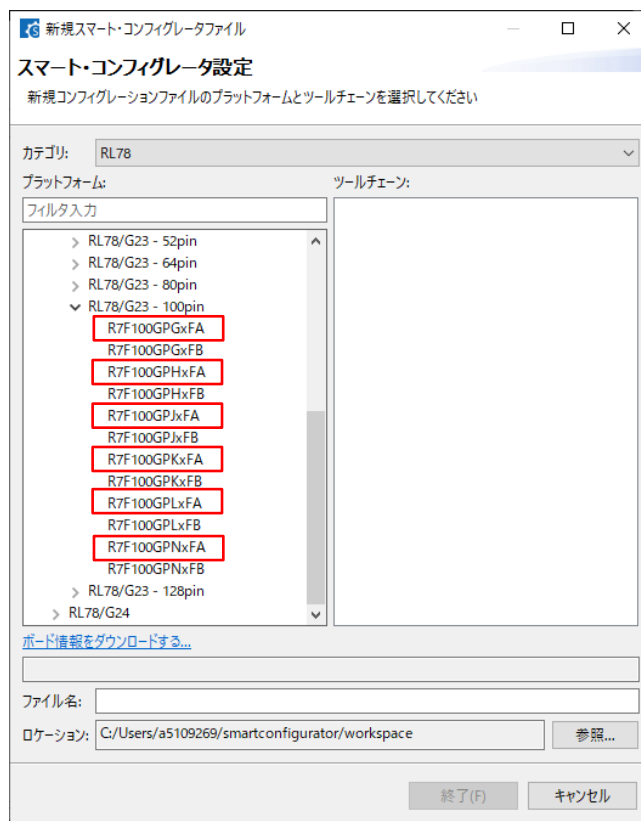 新規スマート・コンフィグレータファイル
スマート・コンフィグレータ設定
新規コンフィグレーションファイルのプラットフォームとツールチェーンを選択してください
カテゴリ: RL78
プラットフォーム: ツールチェーン:
フィルタ入力
RL78/G23 - 52pin
RL78/G23 - 64pin
RL78/G23 - 80pin
RL78/G23 - 100pin
R7F100GPGxFA
R7F100GPGxFB
R7F100GPHxFA
R7F100GPHxFB
R7F100GPJxFA
R7F100GPJxFB
R7F100GPKxFA
R7F100GPKxFB
R7F100GPLxFA
R7F100GPLxFB
R7F100GPNxFA
R7F100GPNxFB
RL78/G23 - 128pin
RL78/G24
ボード情報をダウンロードする...
ファイル名:
ロケーション: C:/Users/a5109269/smartconfigurator/workspace 参照...
終了(F) キャンセル